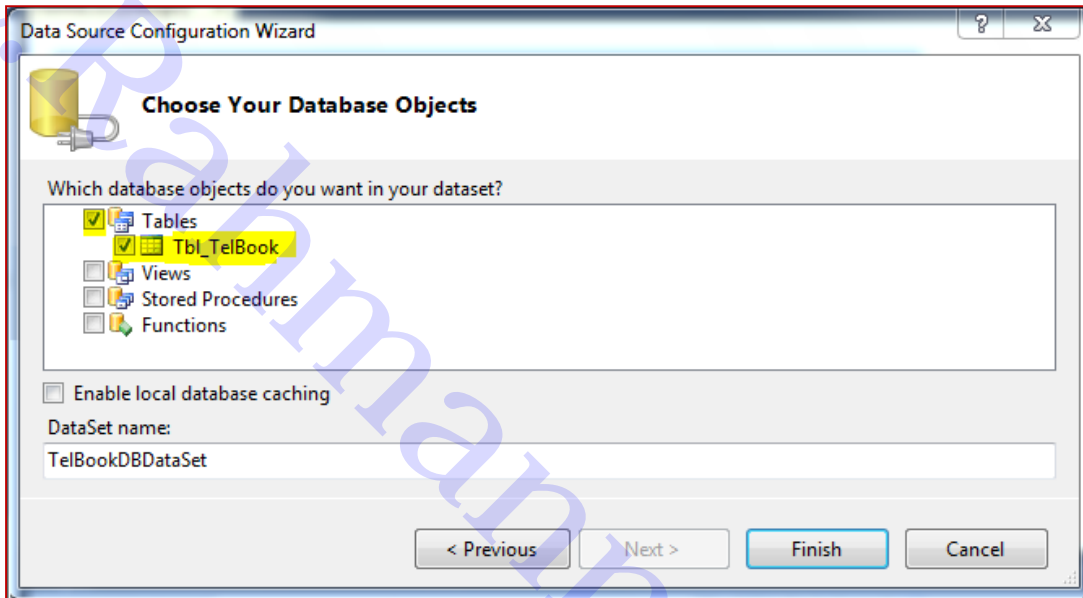 Data Source Configuration Wizard
Choose Your Database Objects
Which database objects do you want in your dataset?
Tables
Tbl_TelBook
Views
Stored Procedures
Functions
Enable local database caching
DataSet name:
TelBookDBDataSet
< Previous Next > Finish Cancel
Rahmann